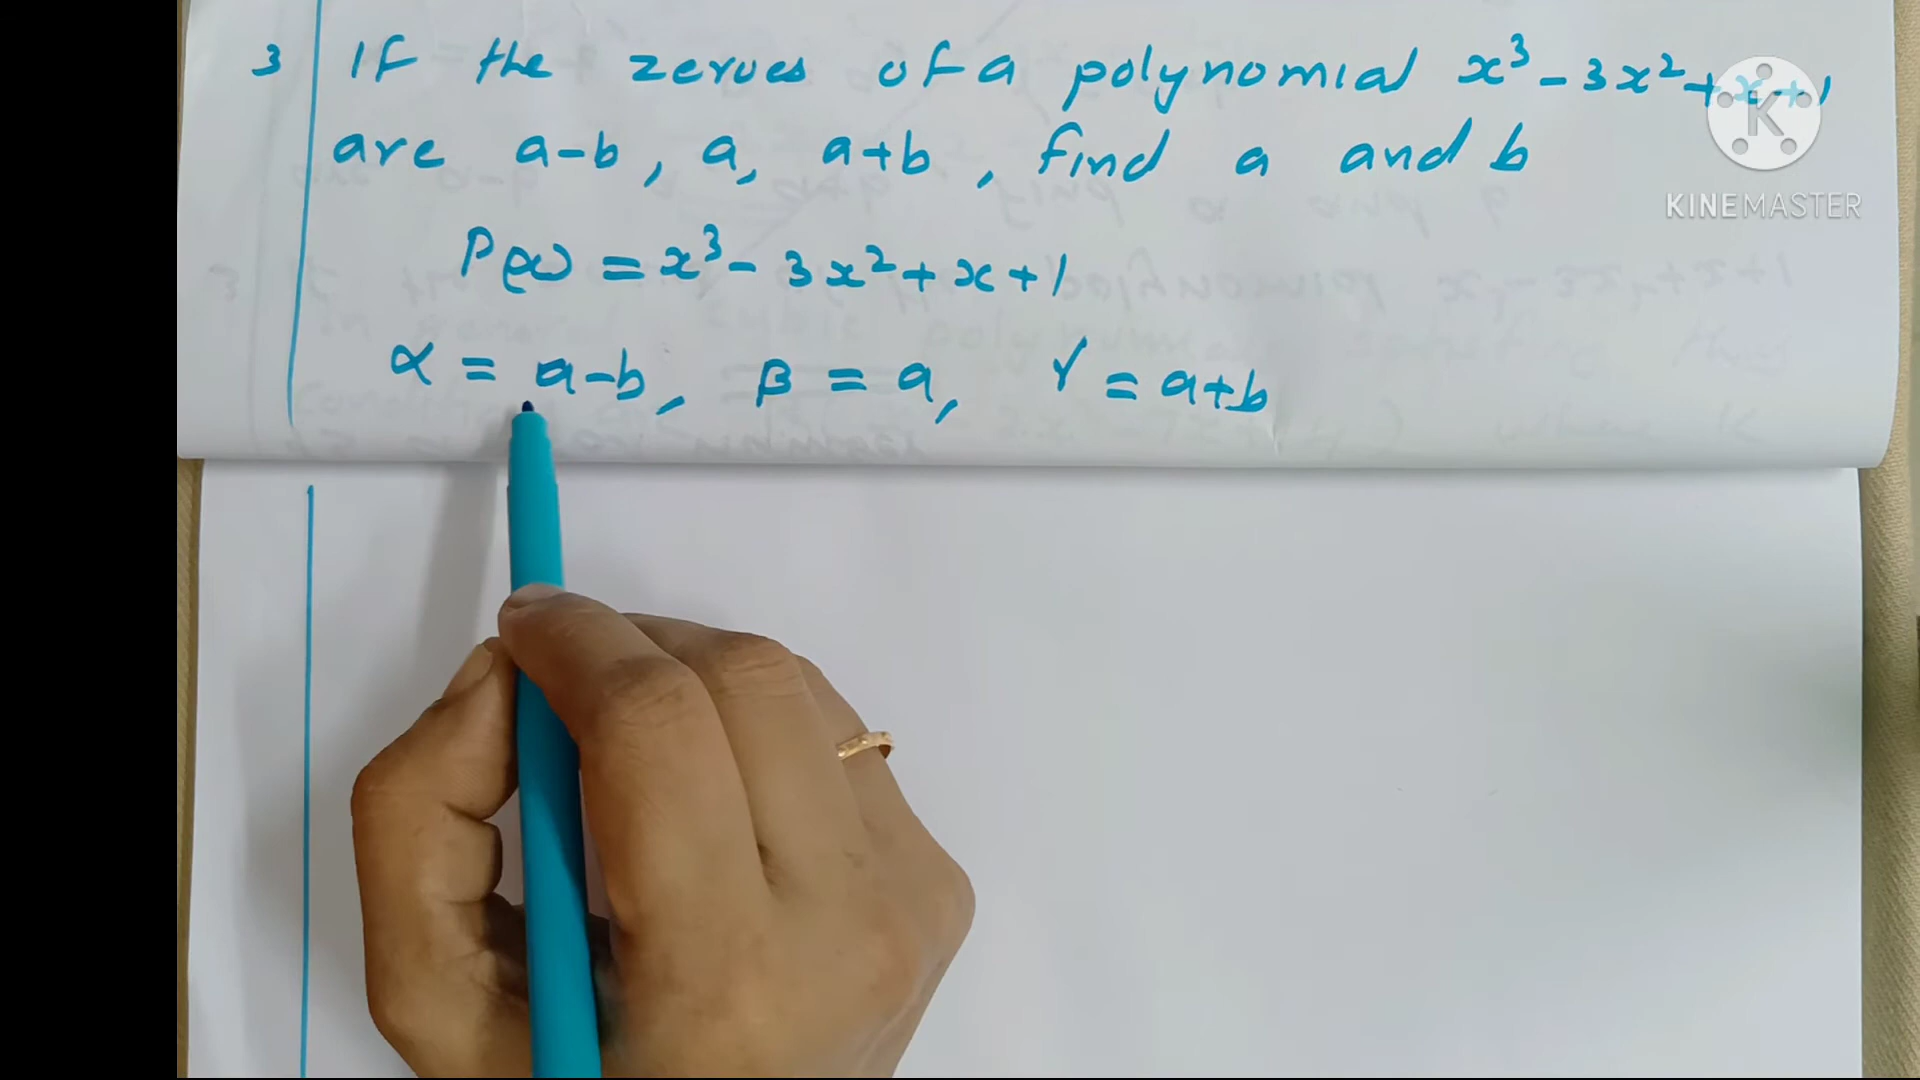 3 If the zeroes of a polynomial x³ - 3x² + x + 1
are a-b, a, a+b, find a and b
P(x) = x³ - 3x² + x + 1
α = a-b, β = a, γ = a+b
KINEMASTER